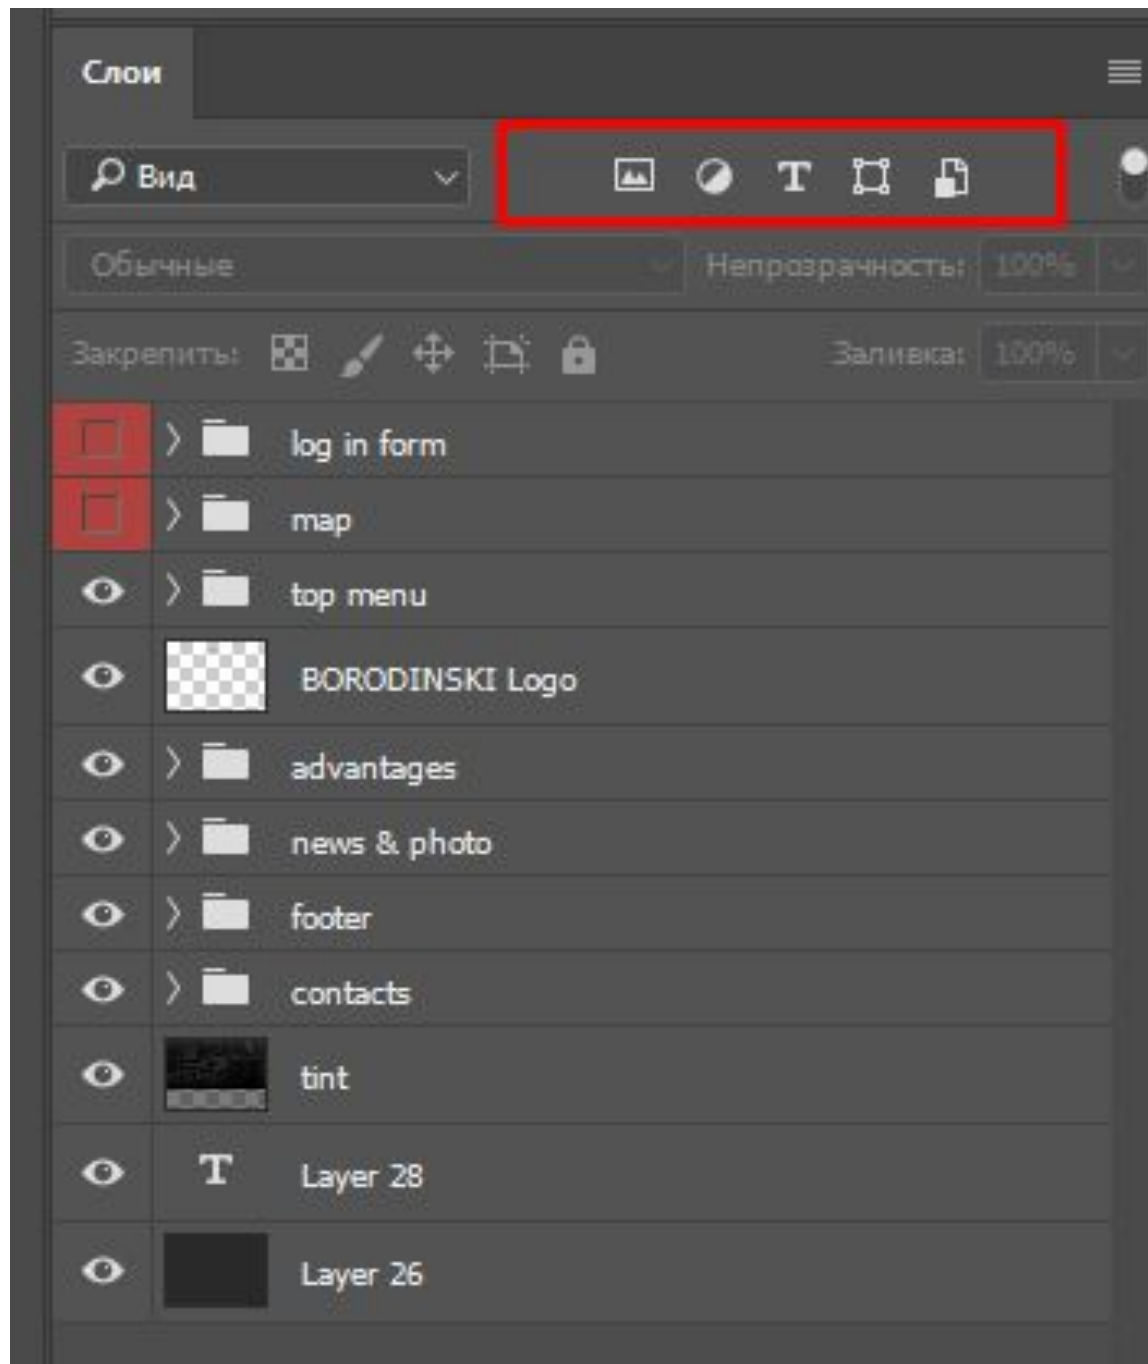 Слои
Вид
Обычные Непрозрачность: 100%
Закрепить: Заливка: 100%
log in form
map
top menu
BORODINSKI Logo
advantages
news & photo
footer
contacts
tint
T Layer 28
Layer 26